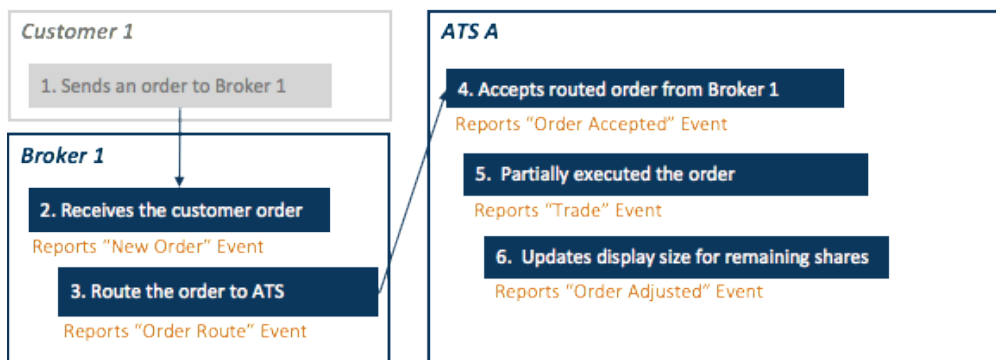 Customer 1
1. Sends an order to Broker 1
Broker 1
2. Receives the customer order
Reports “New Order” Event
3. Route the order to ATS
Reports “Order Route” Event
ATS A
4. Accepts routed order from Broker 1
Reports “Order Accepted” Event
5. Partially executed the order
Reports “Trade” Event
6. Updates display size for remaining shares
Reports “Order Adjusted” Event